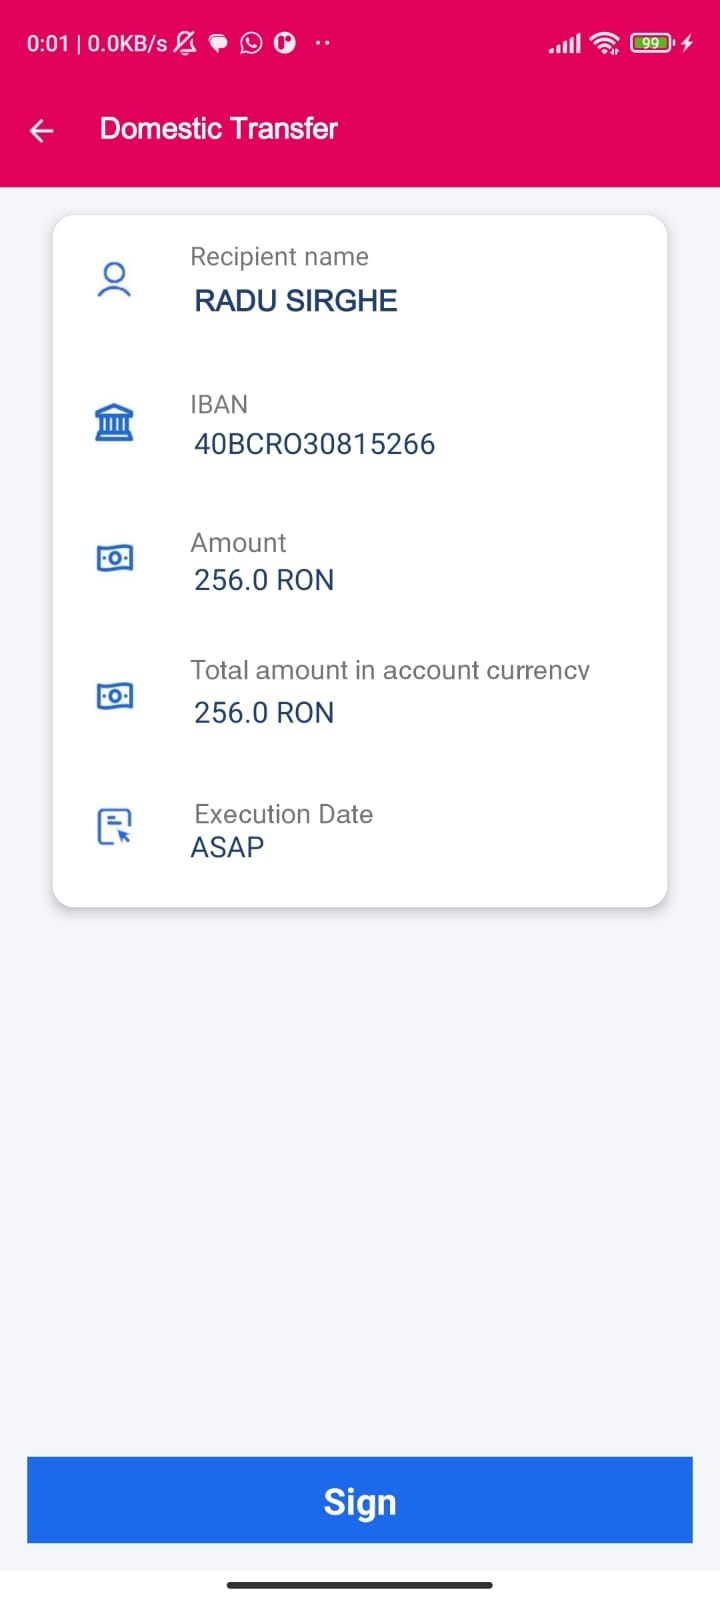 0:01 | 0.0KB/s 99
Domestic Transfer
Recipient name
RADU SIRGHE
IBAN
40BCRO30815266
Amount
256.0 RON
Total amount in account currency
256.0 RON
Execution Date
ASAP
Sign